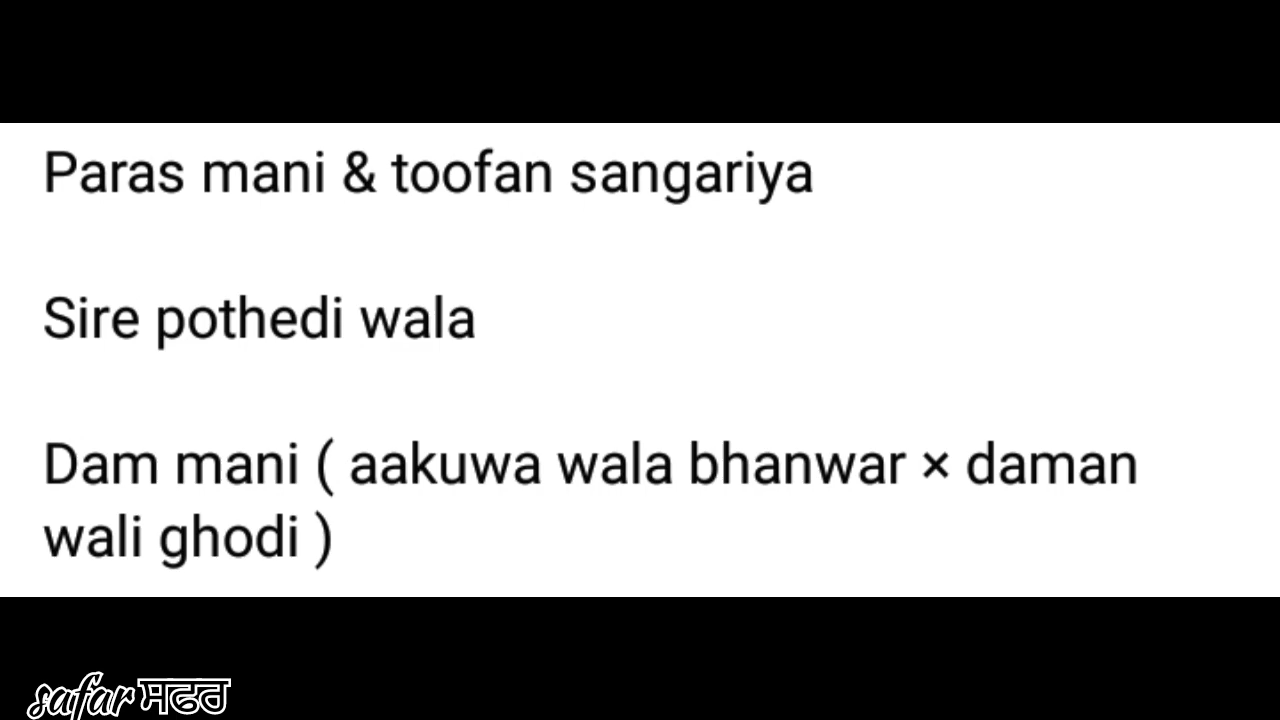 Paras mani & toofan sangariya
Sire pothedi wala
Dam mani ( aakuwa wala bhanwar × daman
wali ghodi )
safar ਸਫਰ